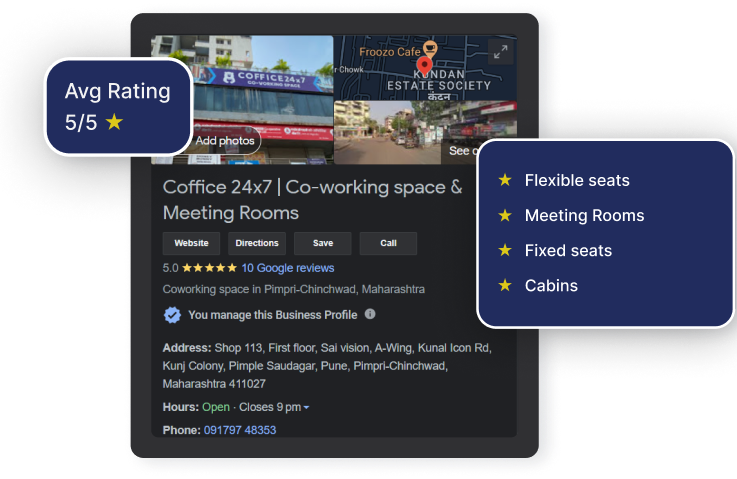 Avg Rating
5/5
COFFICE24x7
CO-WORKING SPACE
Add photos
Froozo Cafe
r Chowk
KUNDAN
ESTATE SOCIETY
कुंदन
See o
Coffice 24x7 | Co-working space &
Meeting Rooms
Website Directions Save Call
5.0 ★★★★★ 10 Google reviews
Coworking space in Pimpri-Chinchwad, Maharashtra
You manage this Business Profile
Address: Shop 113, First floor, Sai vision, A-Wing, Kunal Icon Rd,
Kunj Colony, Pimple Saudagar, Pune, Pimpri-Chinchwad,
Maharashtra 411027
Hours: Open · Closes 9 pm
Phone: 091797 48353
★ Flexible seats
★ Meeting Rooms
★ Fixed seats
★ Cabins